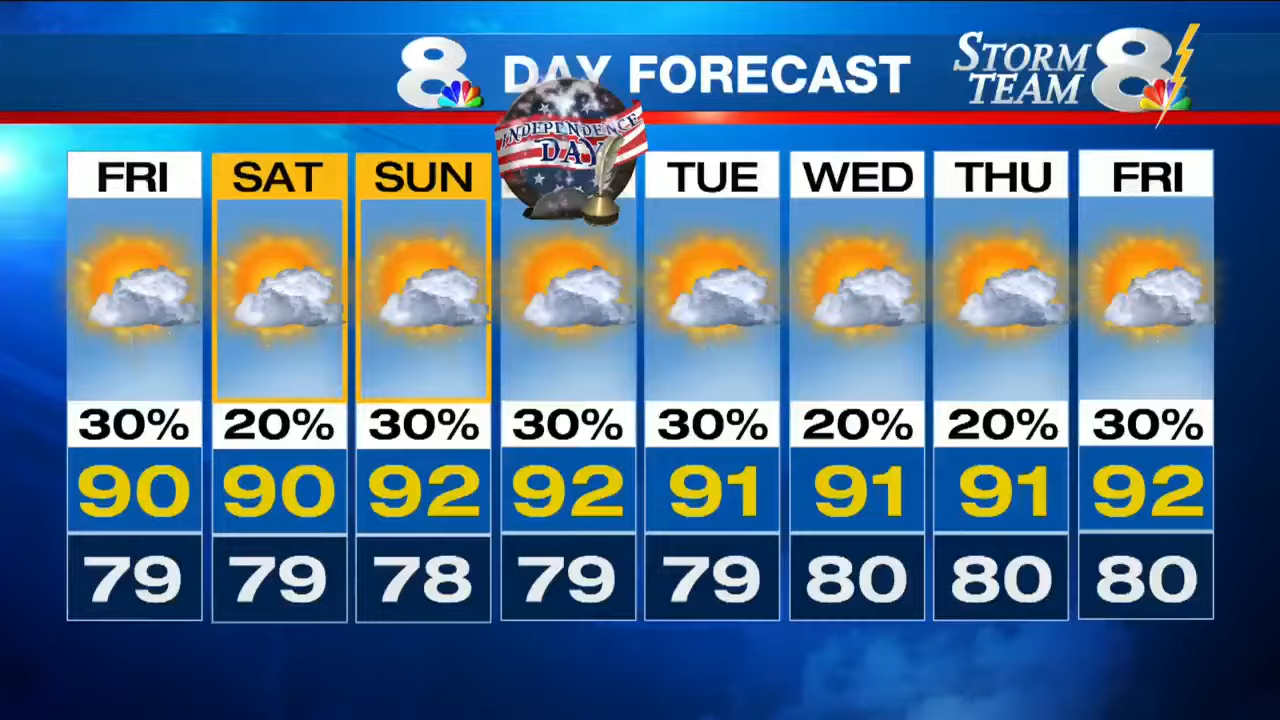 8 DAY FORECAST
STORM TEAM 8
INDEPENDENCE DAY
FRI SAT SUN TUE WED THU FRI
30% 20% 30% 30% 30% 20% 20% 30%
90 90 92 92 91 91 91 92
79 79 78 79 79 80 80 80